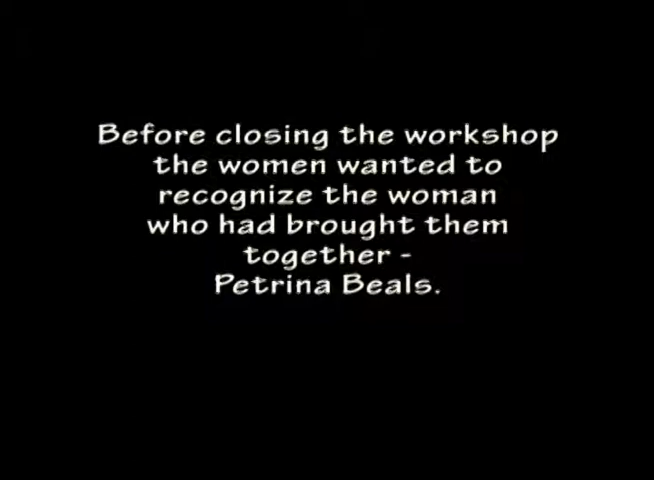 Before closing the workshop
the women wanted to
recognize the woman
who had brought them
together -
Petrina Beals.